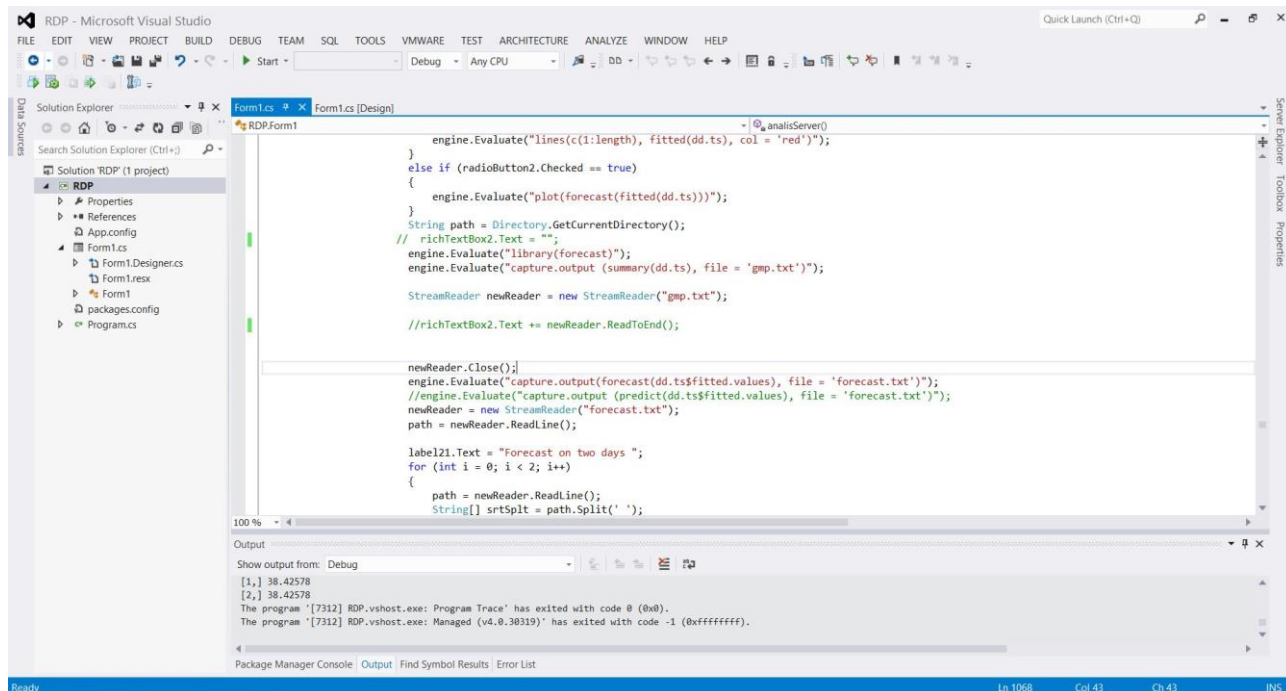 RDP - Microsoft Visual Studio
Quick Launch (Ctrl+Q)
FILE EDIT VIEW PROJECT BUILD DEBUG TEAM SQL TOOLS VMWARE TEST ARCHITECTURE ANALYZE WINDOW HELP
Start Debug Any CPU
Data Sources
Solution Explorer
Search Solution Explorer (Ctrl+;)
Solution 'RDP' (1 project)
RDP
Properties
References
App.config
Form1.cs
Form1.Designer.cs
Form1.resx
Form1
packages.config
Program.cs
Form1.cs Form1.cs [Design]
RDP.Form1 analisServer()
engine.Evaluate("lines(c(1:length), fitted(dd.ts), col = 'red')");
}
else if (radioButton2.Checked == true)
{
engine.Evaluate("plot(forecast(fitted(dd.ts)))");
}
String path = Directory.GetCurrentDirectory();
// richTextBox2.Text = "";
engine.Evaluate("library(forecast)");
engine.Evaluate("capture.output (summary(dd.ts), file = 'gmp.txt')");
StreamReader newReader = new StreamReader("gmp.txt");
//richTextBox2.Text += newReader.ReadToEnd();
newReader.Close();
engine.Evaluate("capture.output(forecast(dd.ts$fitted.values), file = 'forecast.txt')");
//engine.Evaluate("capture.output (predict(dd.ts$fitted.values), file = 'forecast.txt')");
newReader = new StreamReader("forecast.txt");
path = newReader.ReadLine();
label21.Text = "Forecast on two days ";
for (int i = 0; i < 2; i++)
{
path = newReader.ReadLine();
String[] srtSplt = path.Split(' ');
100 %
Output
Show output from: Debug
[1,] 38.42578
[2,] 38.42578
The program '[7312] RDP.vshost.exe: Program Trace' has exited with code 0 (0x0).
The program '[7312] RDP.vshost.exe: Managed (v4.0.30319)' has exited with code -1 (0xffffffff).
Package Manager Console Output Find Symbol Results Error List
Server Explorer
Toolbox
Properties
Ready Ln 1068 Col 43 Ch 43 INS